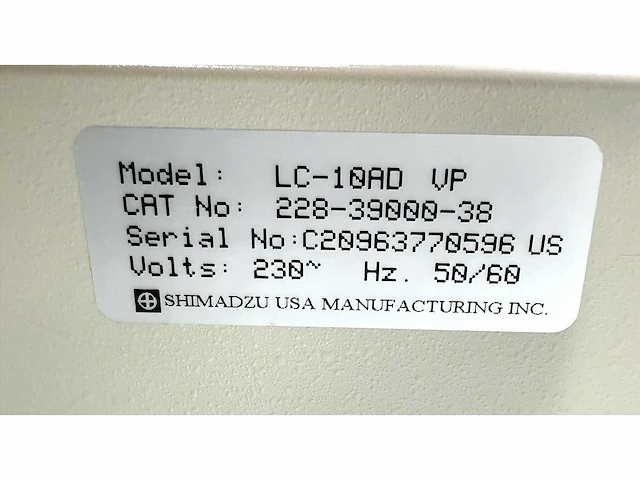 Model: LC-10AD VP
CAT No: 228-39000-38
Serial No:C20963770596 US
Volts: 230~ Hz. 50/60
SHIMADZU USA MANUFACTURING INC.